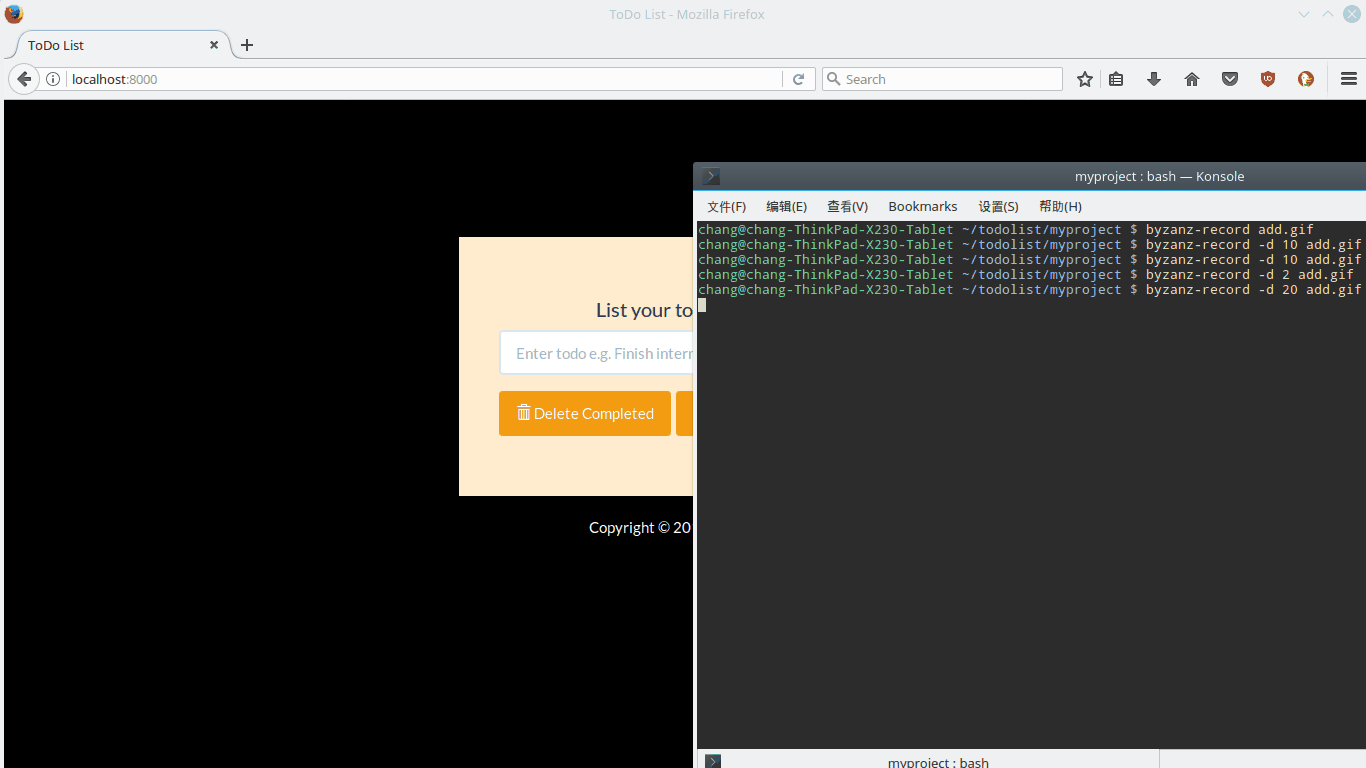 ToDo List - Mozilla Firefox
ToDo List
localhost:8000
Search
myproject : bash — Konsole
文件(F) 编辑(E) 查看(V) Bookmarks 设置(S) 帮助(H)
chang@chang-ThinkPad-X230-Tablet ~/todolist/myproject $ byzanz-record add.gif
chang@chang-ThinkPad-X230-Tablet ~/todolist/myproject $ byzanz-record -d 10 add.gif
chang@chang-ThinkPad-X230-Tablet ~/todolist/myproject $ byzanz-record -d 10 add.gif
chang@chang-ThinkPad-X230-Tablet ~/todolist/myproject $ byzanz-record -d 2 add.gif
chang@chang-ThinkPad-X230-Tablet ~/todolist/myproject $ byzanz-record -d 20 add.gif
List your to
Enter todo e.g. Finish intern
Delete Completed
Copyright © 20
myproject : bash